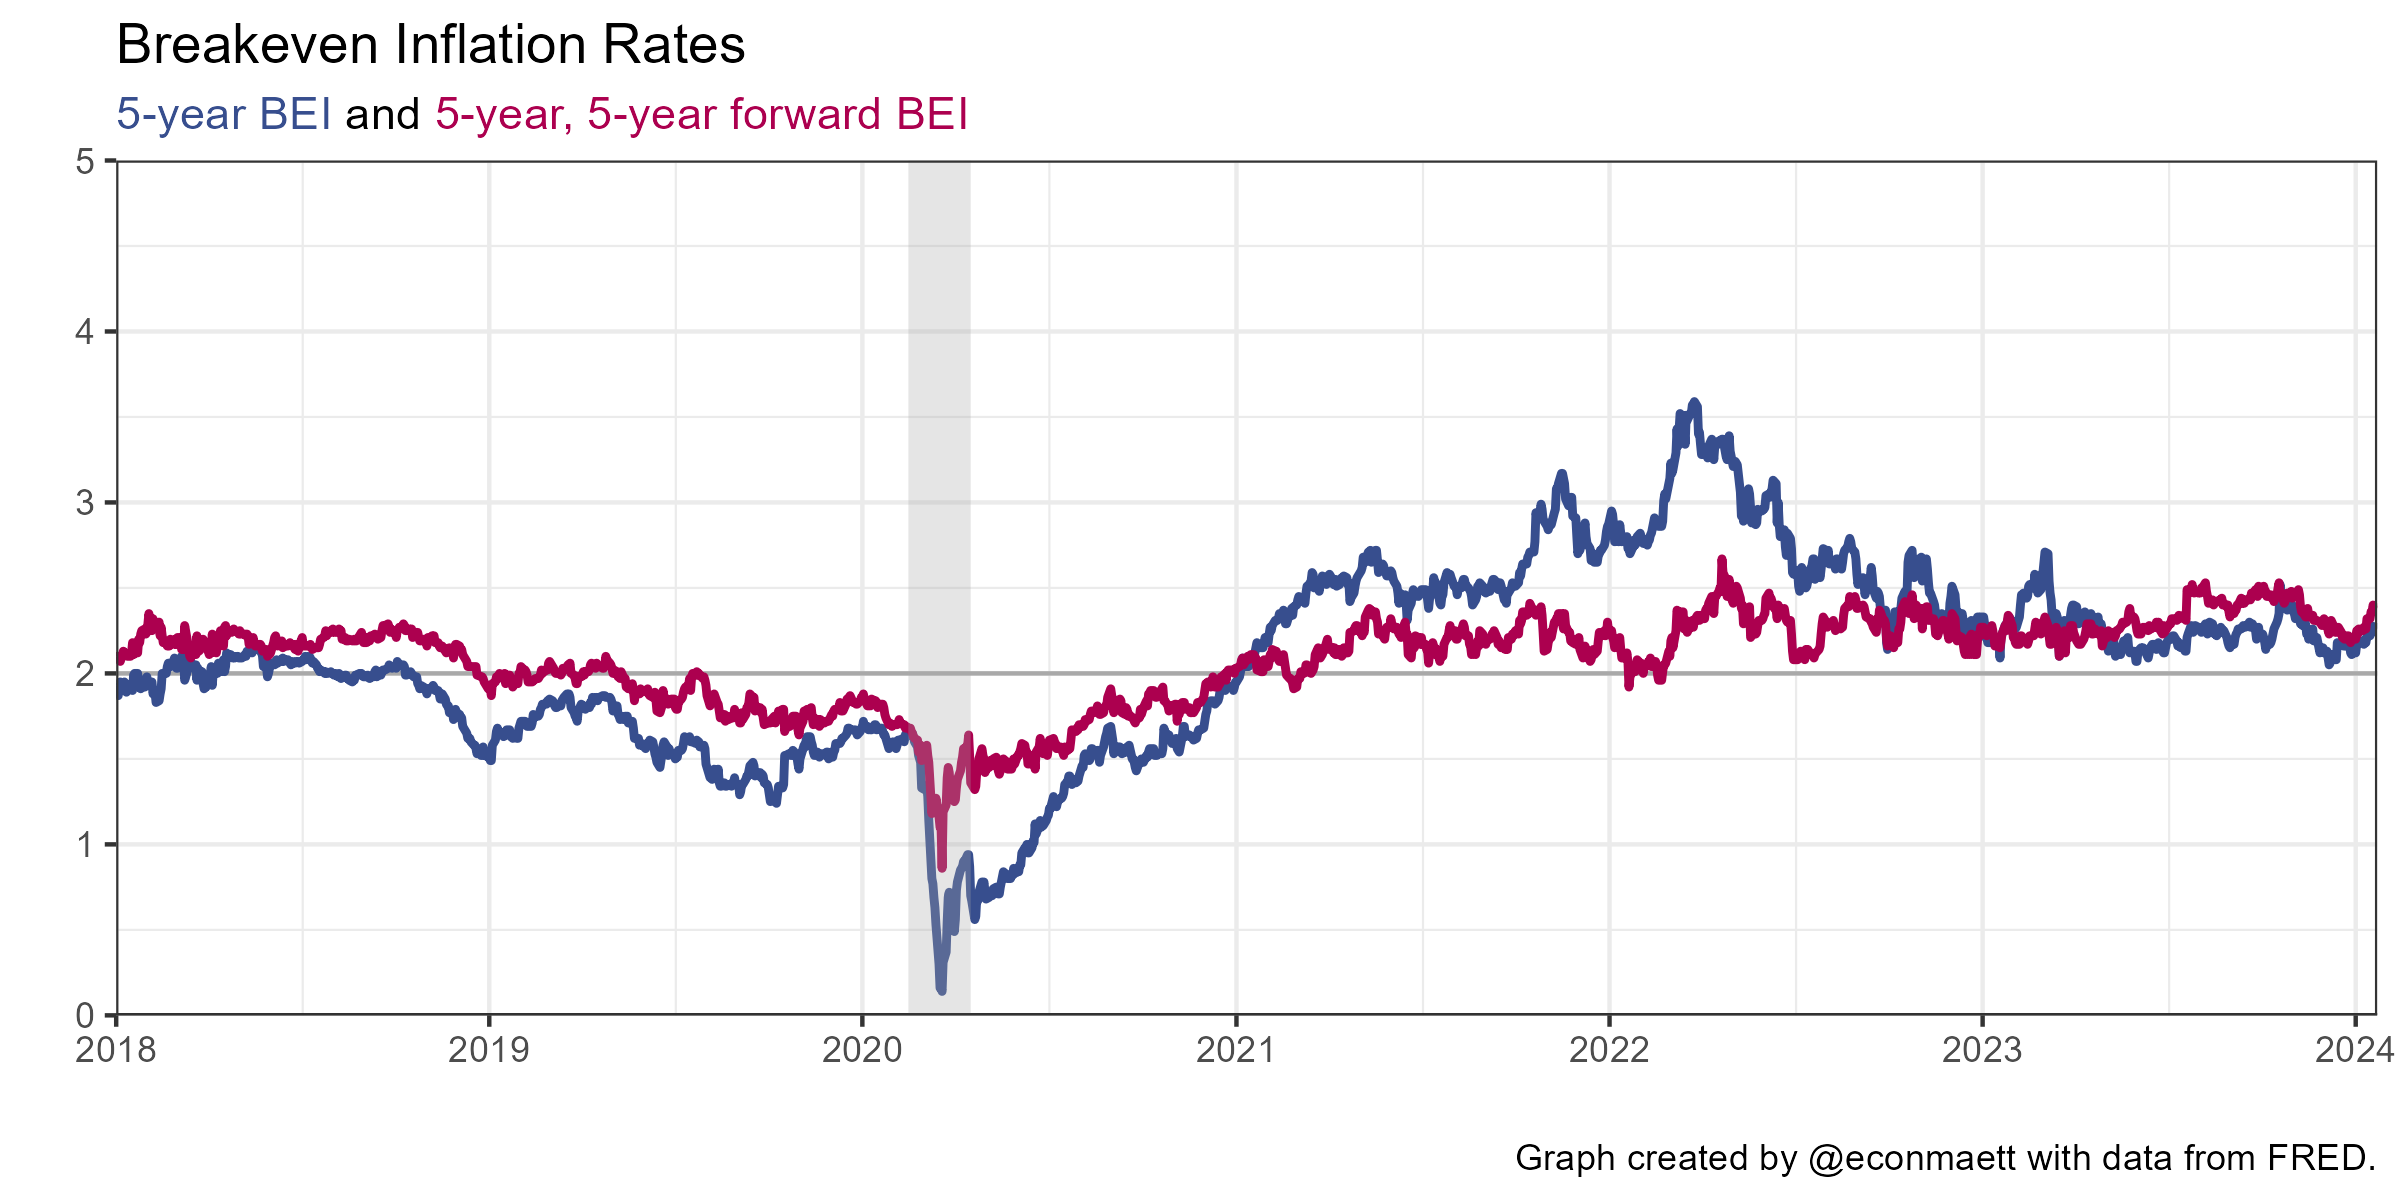 Breakeven Inflation Rates
5-year BEI and 5-year, 5-year forward BEI
5
4
3
2
1
0
2018 2019 2020 2021 2022 2023 2024
Graph created by @econmaett with data from FRED.